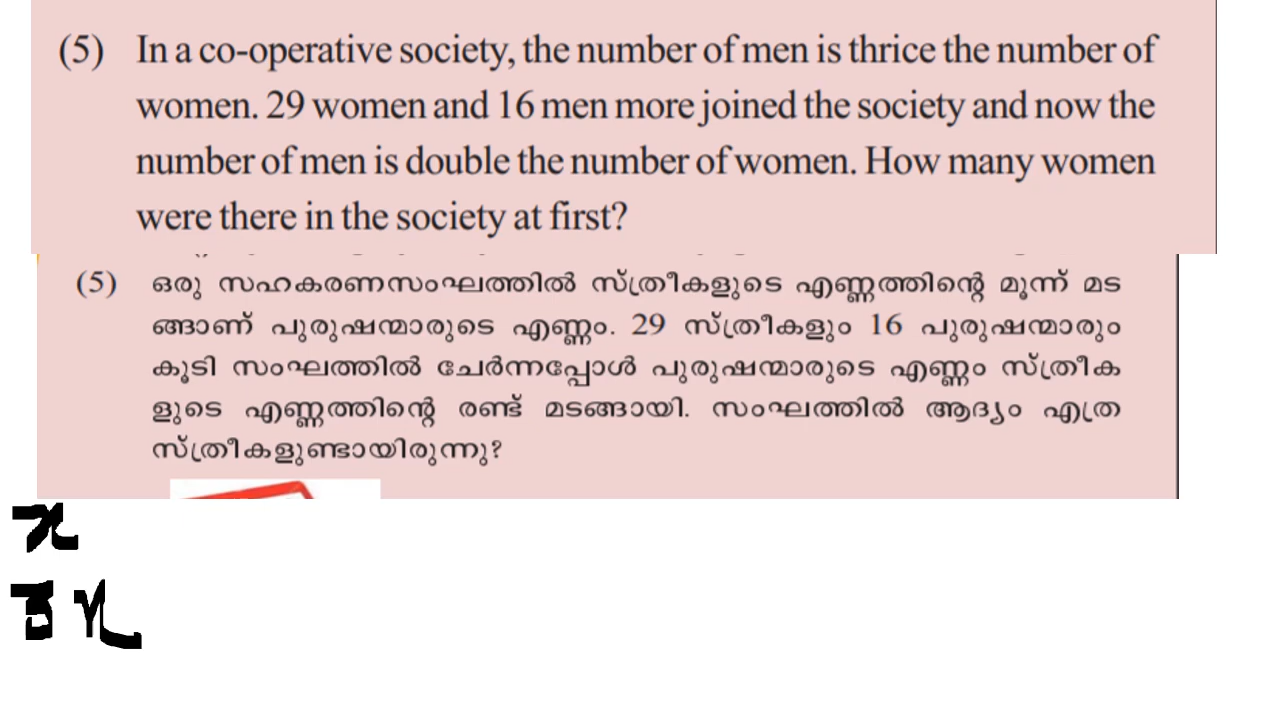 (5) In a co-operative society, the number of men is thrice the number of
women. 29 women and 16 men more joined the society and now the
number of men is double the number of women. How many women
were there in the society at first?
(5) ഒരു സഹകരണസംഘത്തിൽ സ്ത്രീകളുടെ എണ്ണത്തിന്റെ മൂന്ന് മട
ങ്ങാണ് പുരുഷന്മാരുടെ എണ്ണം. 29 സ്ത്രീകളും 16 പുരുഷന്മാരും
കൂടി സംഘത്തിൽ ചേർന്നപ്പോൾ പുരുഷന്മാരുടെ എണ്ണം സ്ത്രീക
ളുടെ എണ്ണത്തിന്റെ രണ്ട് മടങ്ങായി. സംഘത്തിൽ ആദ്യം എത്ര
സ്ത്രീകളുണ്ടായിരുന്നു?
x
3x